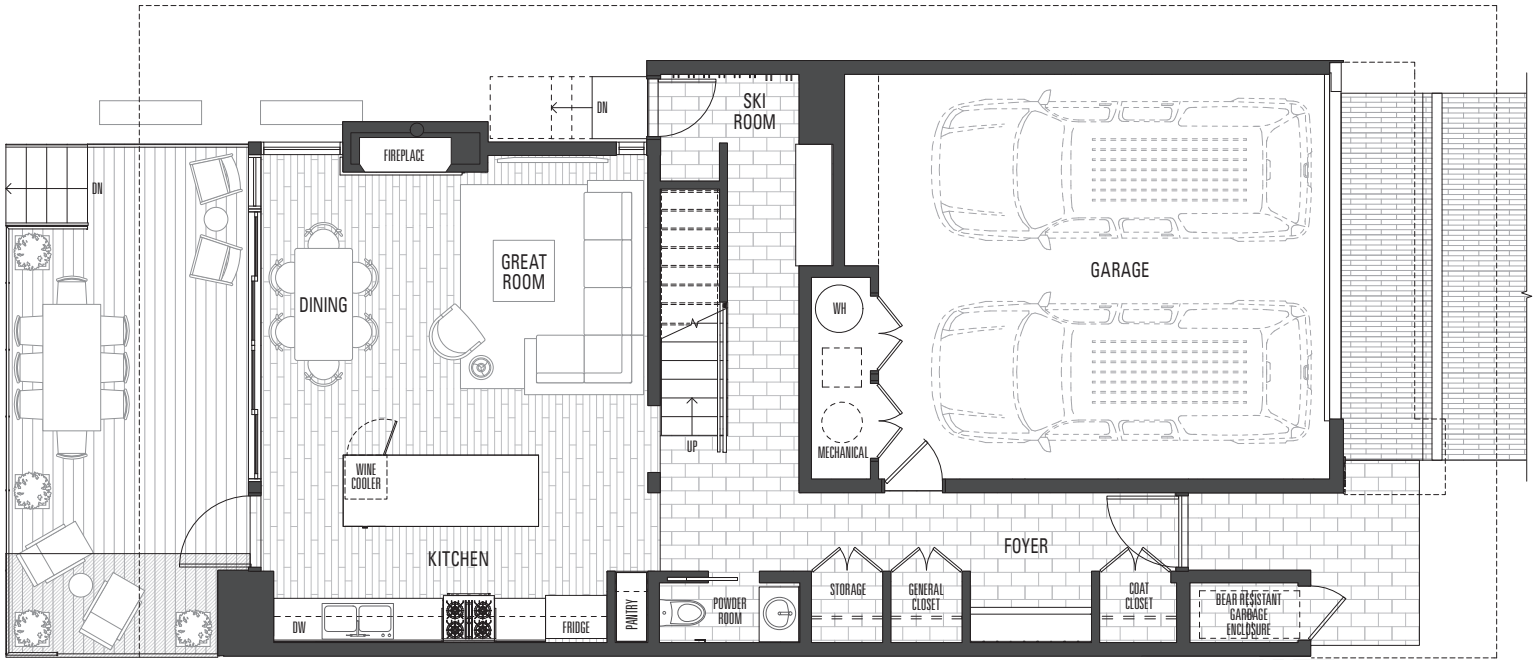 DN
SKI
ROOM
FIREPLACE
DN
GREAT
ROOM
GARAGE
DINING
WH
UP
MECHANICAL
WINE
COOLER
FOYER
KITCHEN
STORAGE
GENERAL
CLOSET
COAT
CLOSET
POWDER
ROOM
PANTRY
BEAR RESISTANT
GARBAGE
ENCLOSURE
DW
FRIDGE